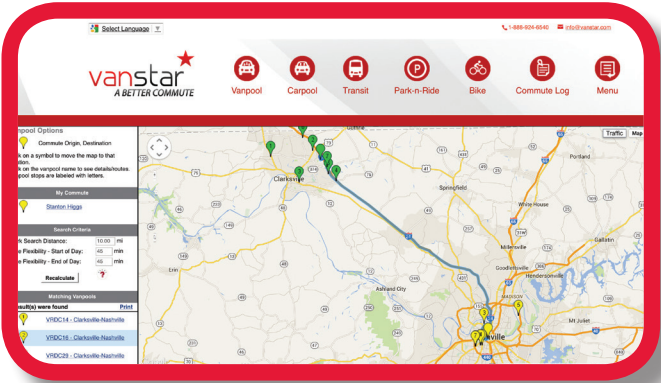 Select Language
1-888-924-6640 info@vanstar.com
vanstar
A BETTER COMMUTE
Vanpool Carpool Transit Park-n-Ride Bike Commute Log Menu
npool Options
Commute Origin, Destination
k on a symbol to move the map to that
k on the vanpool name to see details/routes.
pool stops are labeled with letters.
My Commute
Stanton Higgs
Search Criteria
k Search Distance: 10.00 mi
e Flexibility - Start of Day: 45 min
e Flexibility - End of Day: 45 min
Recalculate
Matching Vanpools
sult(s) were found Print
VRDC14 - Clarksville-Nashville
VRDC16 - Clarksville-Nashville
VRDC29 - Clarksville-Nashville
Traffic Map
Guthrie
Portland
Clarksville
Springfield
White House
Millersville
Gallatin
Goodlettsville
Hendersonville
Erin
Ashland City
MADISON
Mt Juliet
ville